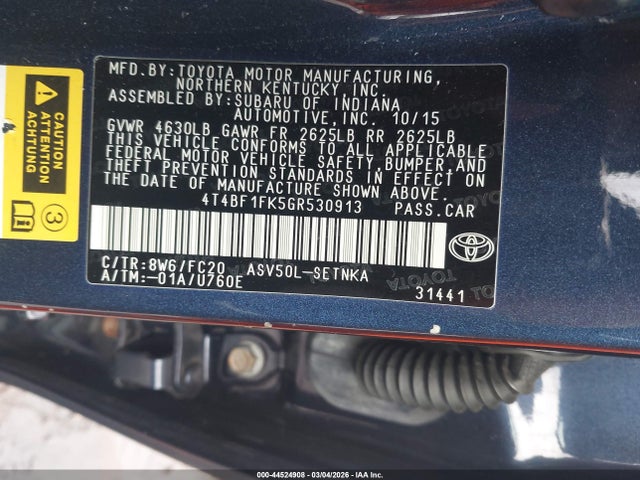 ATTENTION
ACHTUNG
3
MFD.BY:TOYOTA MOTOR MANUFACTURING,
NORTHERN KENTUCKY,INC.
ASSEMBLED BY:SUBARU OF INDIANA
AUTOMOTIVE,INC. 10/15
GVWR 4630LB GAWR FR 2625LB RR 2625LB
THIS VEHICLE CONFORMS TO ALL APPLICABLE
FEDERAL MOTOR VEHICLE SAFETY,BUMPER,AND
THEFT PREVENTION STANDARDS IN EFFECT ON
THE DATE OF MANUFACTURE SHOWN ABOVE.
4T4BF1FK5GR530913 PASS.CAR
C/TR:8W6/FC20 ASV50L-SETNKA
A/TM:-01A/U760E
TOYOTA
31441
000-44524908 - 03/04/2026 - IAAC